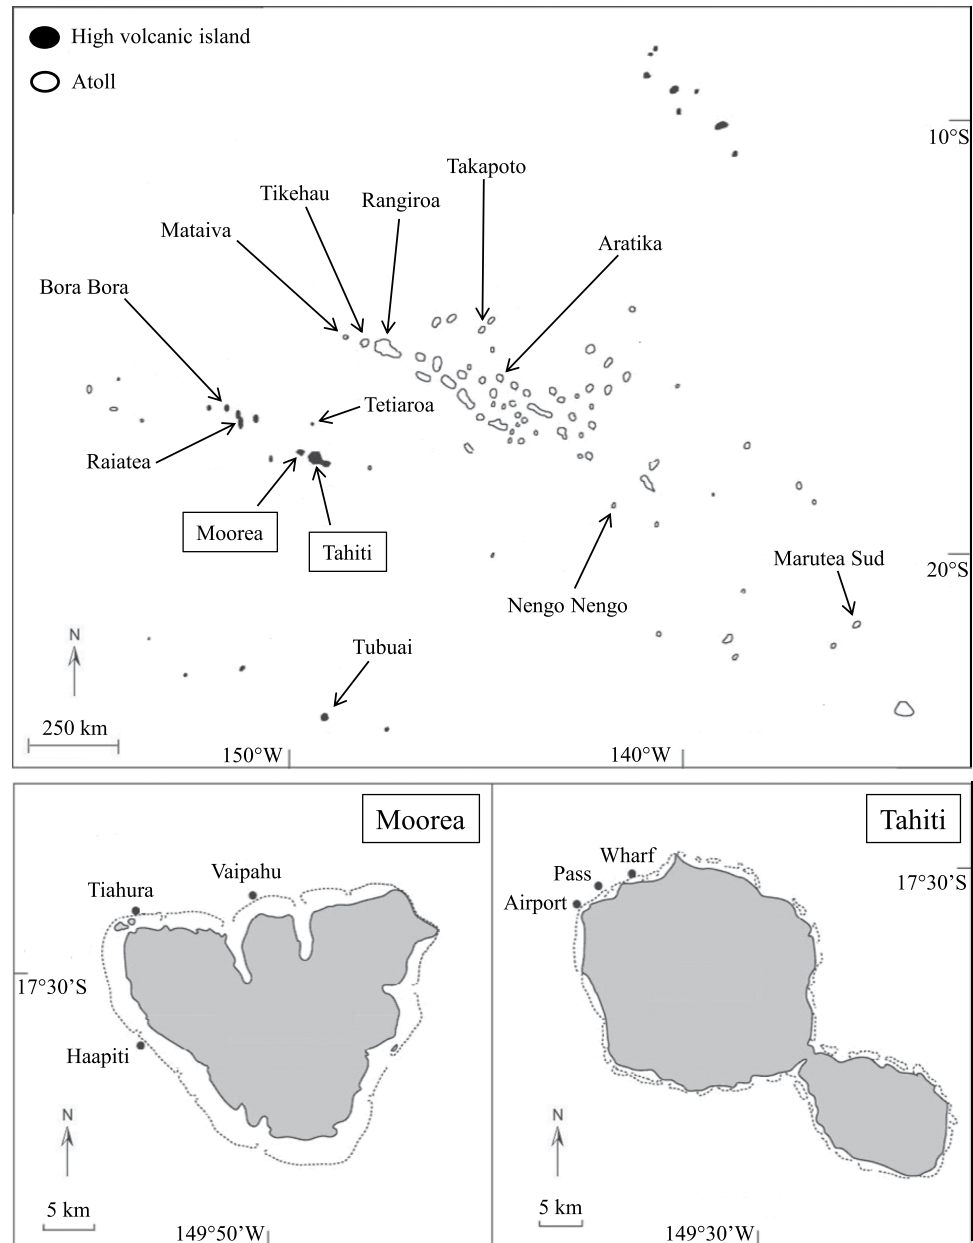 High volcanic island
Atoll
10°S
Takapoto
Tikehau
Rangiroa
Mataiva
Aratika
Bora Bora
Tetiaroa
Raiatea
Moorea
Tahiti
20°S
Marutea Sud
Nengo Nengo
N
Tubuai
250 km
150°W
140°W
Moorea
Tiahura
Vaipahu
17°30'S
Haapiti
N
5 km
149°50'W
Tahiti
Wharf
Pass
17°30'S
Airport
N
5 km
149°30'W